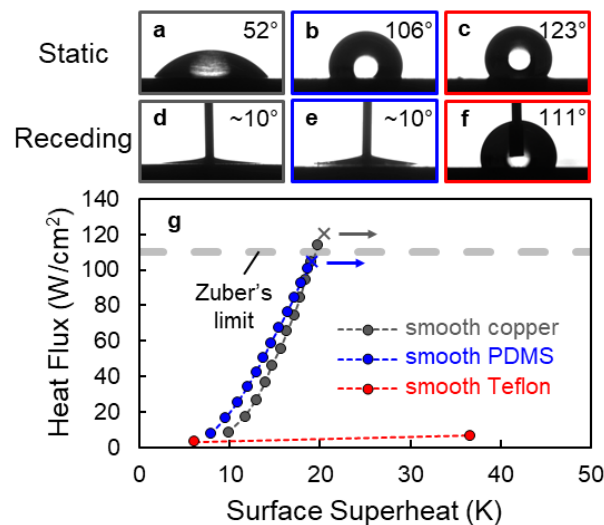 Static
a 52°
b 106°
c 123°
Receding
d ~10°
e ~10°
f 111°
g
Heat Flux (W/cm²)
140
120
100
80
60
40
20
0
Zuber's
limit
smooth copper
smooth PDMS
smooth Teflon
0 10 20 30 40 50
Surface Superheat (K)